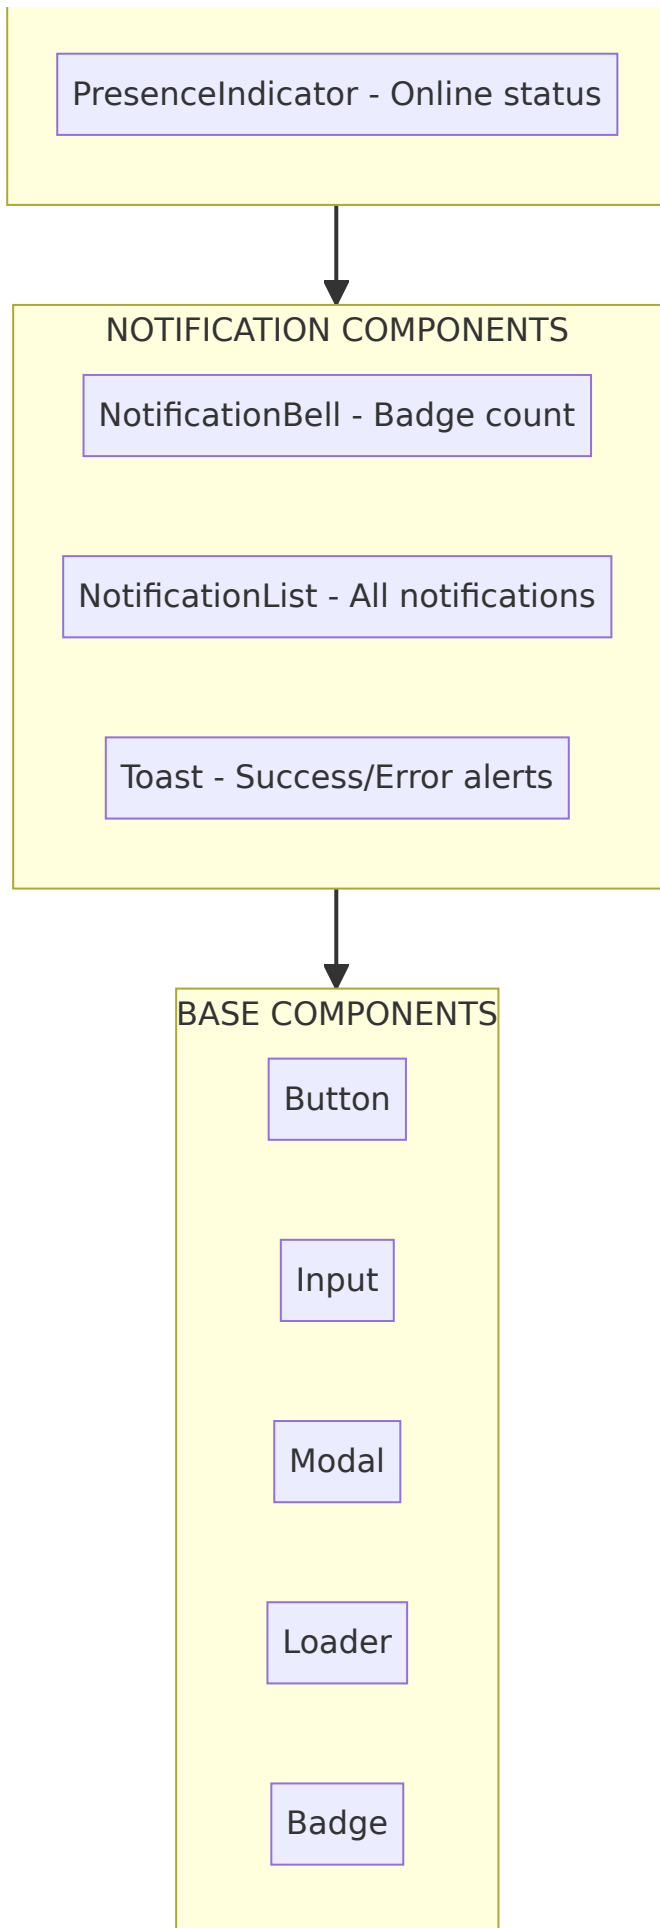 PresenceIndicator - Online status
NOTIFICATION COMPONENTS
NotificationBell - Badge count
NotificationList - All notifications
Toast - Success/Error alerts
BASE COMPONENTS
Button
Input
Modal
Loader
Badge